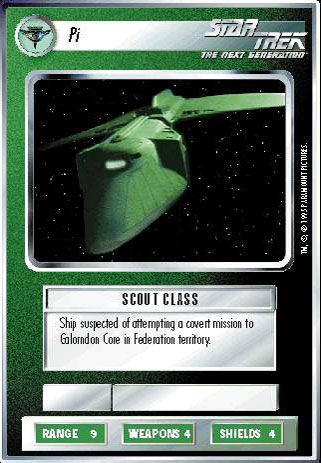 Pi
STAR TREK
THE NEXT GENERATION
TM, ®, © 1995 PARAMOUNT PICTURES.
SCOUT CLASS
Ship suspected of attempting a covert mission to
Galorndon Core in Federation territory.
RANGE 9 WEAPONS 4 SHIELDS 4